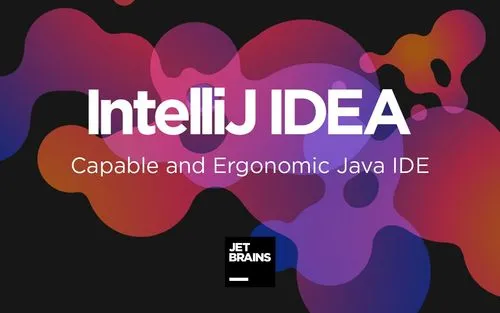 IntelliJ IDEA
Capable and Ergonomic Java IDE
JET
BRAINS